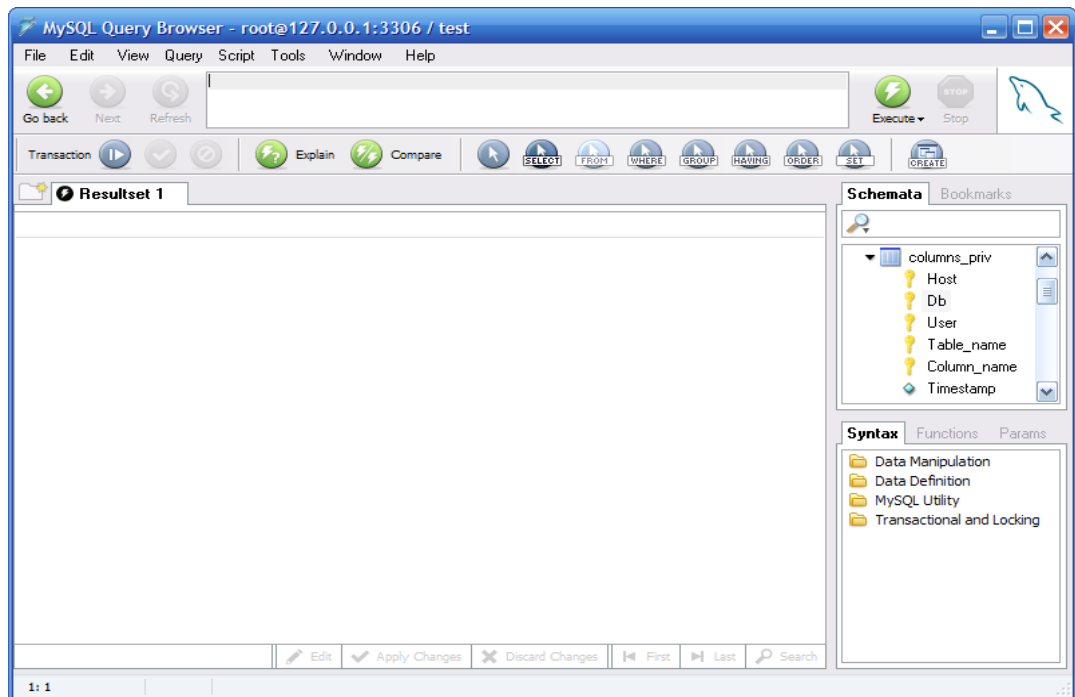 MySQL Query Browser - root@127.0.0.1:3306 / test
File Edit View Query Script Tools Window Help
Go back Next Refresh Execute Stop
STOP
Transaction Explain Compare SELECT FROM WHERE GROUP HAVING ORDER SET CREATE
Resultset 1
Schemata Bookmarks
columns_priv
Host
Db
User
Table_name
Column_name
Timestamp
Syntax Functions Params
Data Manipulation
Data Definition
MySQL Utility
Transactional and Locking
Edit Apply Changes Discard Changes First Last Search
1: 1